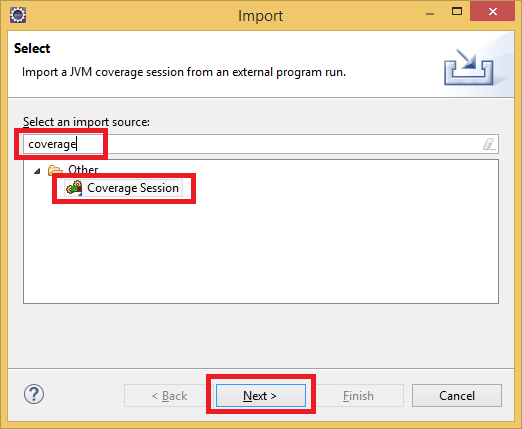 Import
Select
Import a JVM coverage session from an external program run.
Select an import source:
coverage
Other
Coverage Session
?
< Back
Next >
Finish
Cancel